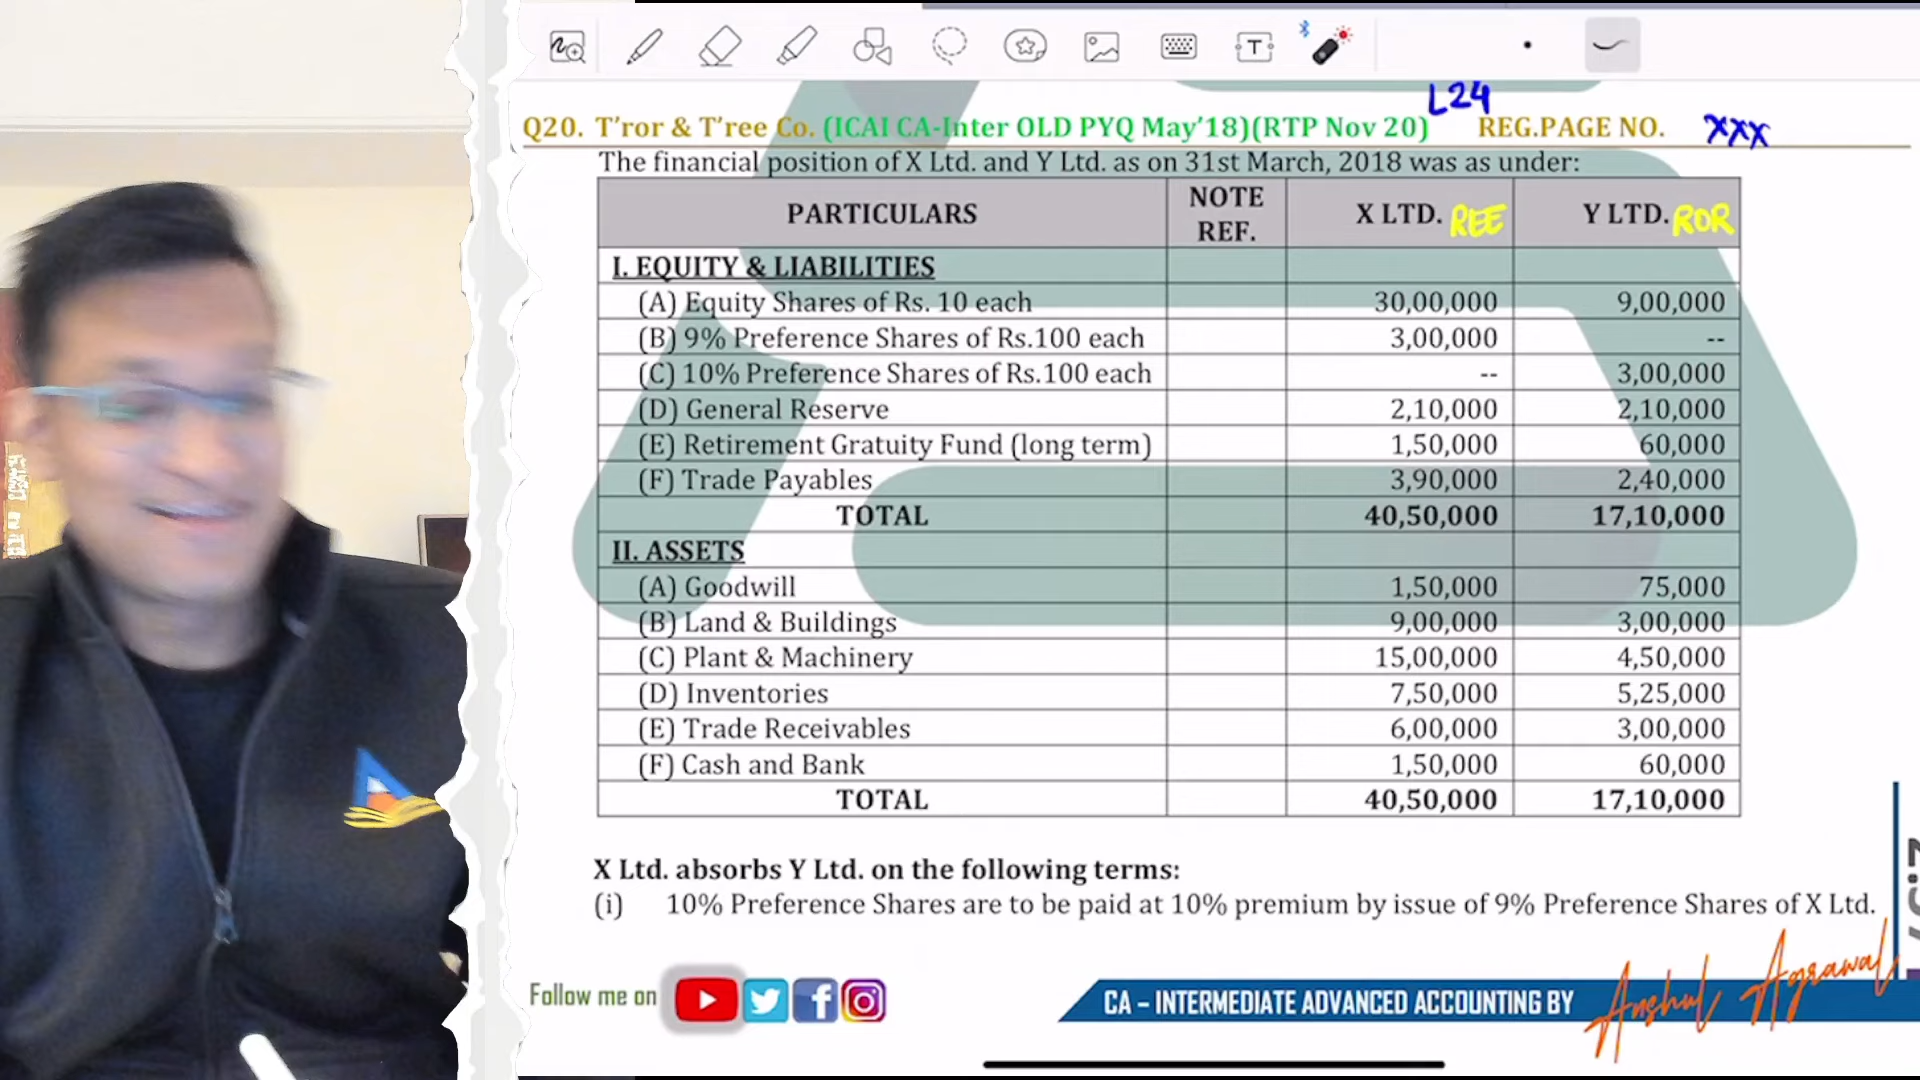 L24
Q20. T'ror & T'ree Co. (ICAI CA-Inter OLD PYQ May'18)(RTP Nov 20) REG.PAGE NO. XXX
The financial position of X Ltd. and Y Ltd. as on 31st March, 2018 was as under:
PARTICULARS NOTE REF. X LTD. REE Y LTD. ROR
I. EQUITY & LIABILITIES
(A) Equity Shares of Rs. 10 each 30,00,000 9,00,000
(B) 9% Preference Shares of Rs.100 each 3,00,000 --
(C) 10% Preference Shares of Rs.100 each -- 3,00,000
(D) General Reserve 2,10,000 2,10,000
(E) Retirement Gratuity Fund (long term) 1,50,000 60,000
(F) Trade Payables 3,90,000 2,40,000
TOTAL 40,50,000 17,10,000
II. ASSETS
(A) Goodwill 1,50,000 75,000
(B) Land & Buildings 9,00,000 3,00,000
(C) Plant & Machinery 15,00,000 4,50,000
(D) Inventories 7,50,000 5,25,000
(E) Trade Receivables 6,00,000 3,00,000
(F) Cash and Bank 1,50,000 60,000
TOTAL 40,50,000 17,10,000
X Ltd. absorbs Y Ltd. on the following terms:
(i) 10% Preference Shares are to be paid at 10% premium by issue of 9% Preference Shares of X Ltd.
Follow me on
CA – INTERMEDIATE ADVANCED ACCOUNTING BY Anshul Agrawal